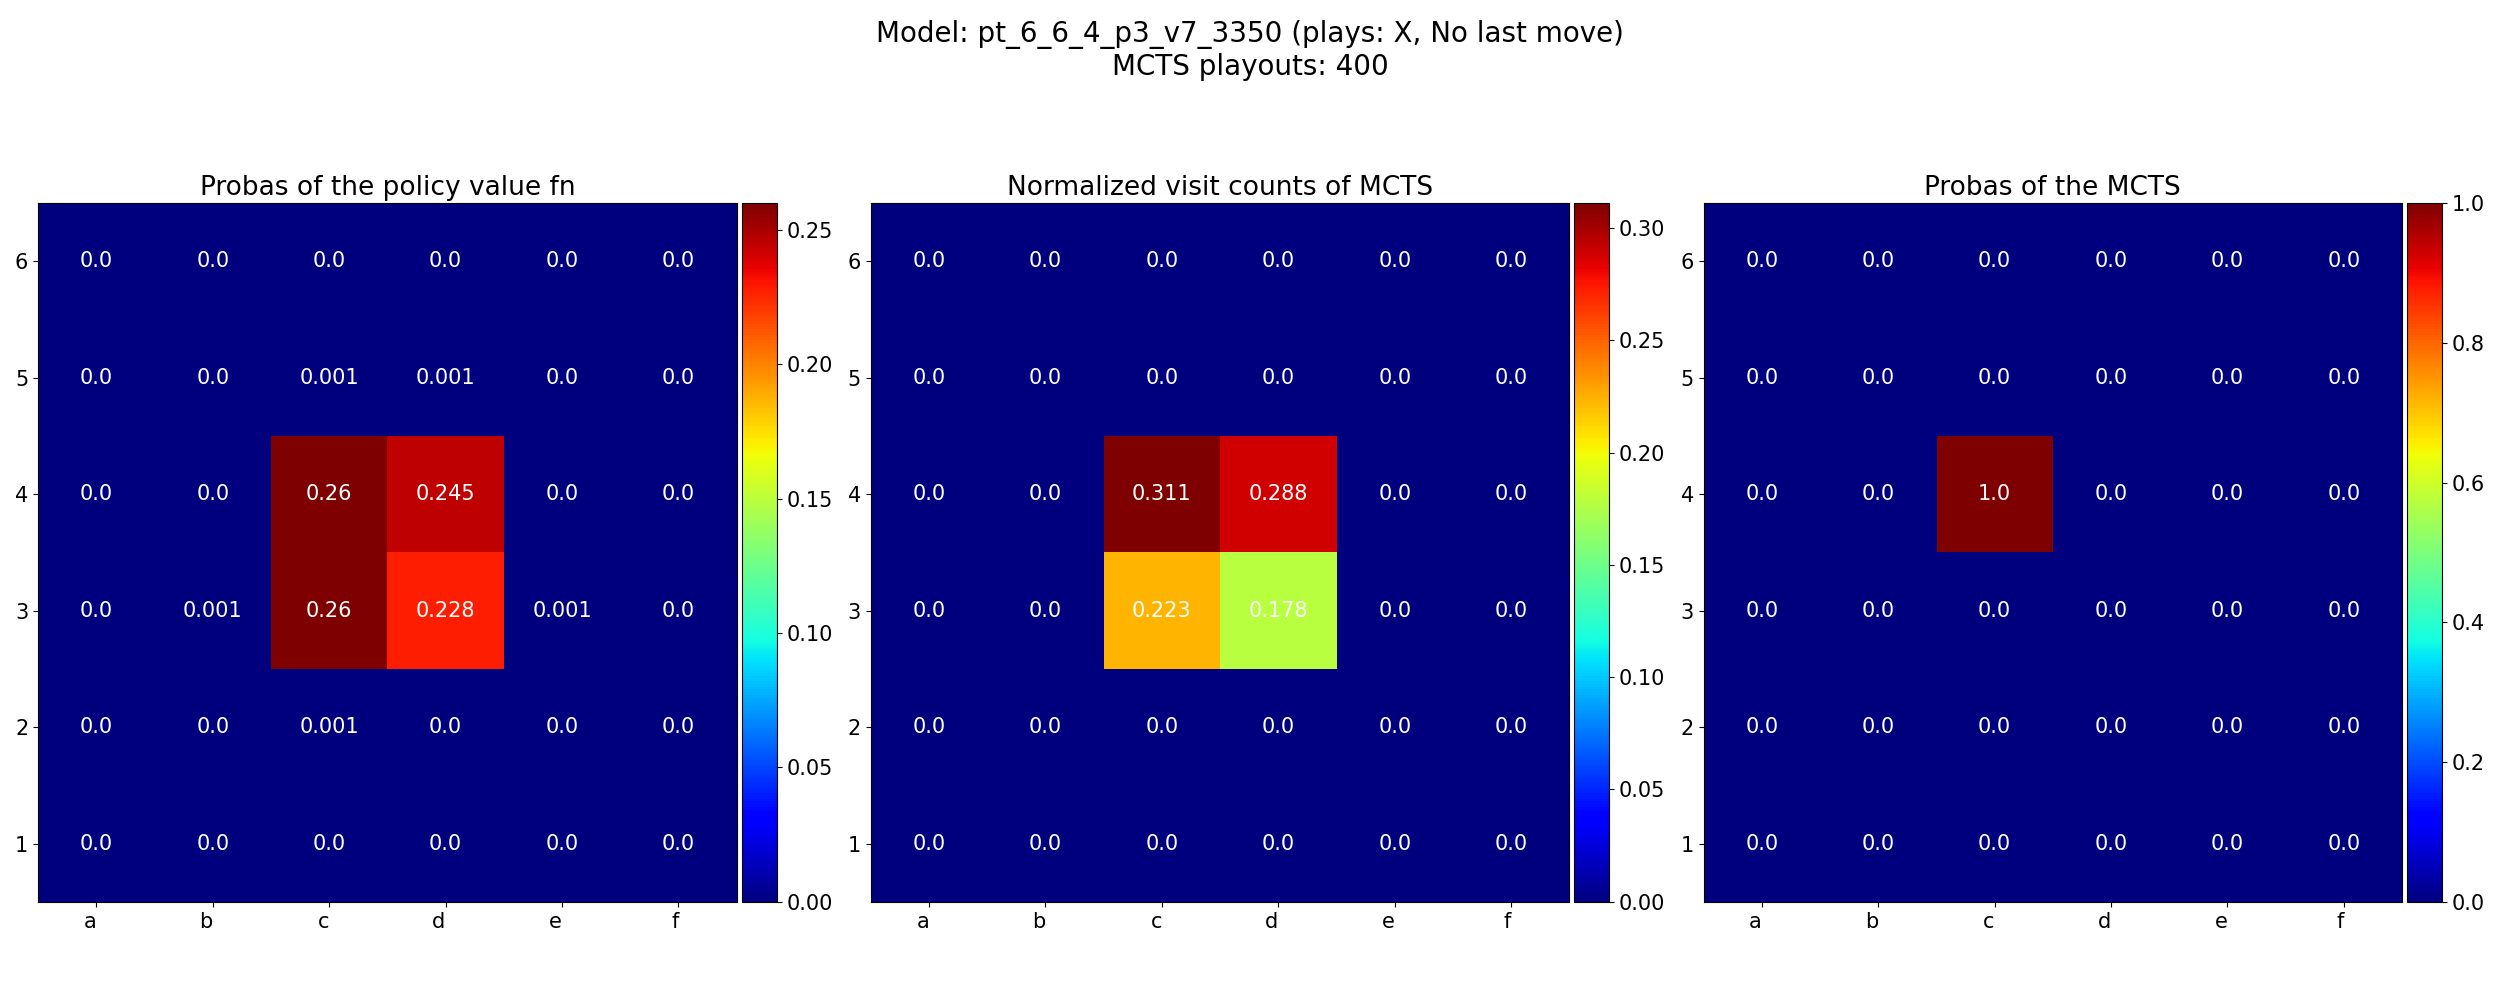 Model: pt_6_6_4_p3_v7_3350 (plays: X, No last move)
MCTS playouts: 400
Probas of the policy value fn
6 0.0 0.0 0.0 0.0 0.0 0.0
5 0.0 0.0 0.001 0.001 0.0 0.0
4 0.0 0.0 0.26 0.245 0.0 0.0
3 0.0 0.001 0.26 0.228 0.001 0.0
2 0.0 0.0 0.001 0.0 0.0 0.0
1 0.0 0.0 0.0 0.0 0.0 0.0
a b c d e f
0.25
0.20
0.15
0.10
0.05
0.00
Normalized visit counts of MCTS
6 0.0 0.0 0.0 0.0 0.0 0.0
5 0.0 0.0 0.0 0.0 0.0 0.0
4 0.0 0.0 0.311 0.288 0.0 0.0
3 0.0 0.0 0.223 0.178 0.0 0.0
2 0.0 0.0 0.0 0.0 0.0 0.0
1 0.0 0.0 0.0 0.0 0.0 0.0
a b c d e f
0.30
0.25
0.20
0.15
0.10
0.05
0.00
Probas of the MCTS
6 0.0 0.0 0.0 0.0 0.0 0.0
5 0.0 0.0 0.0 0.0 0.0 0.0
4 0.0 0.0 1.0 0.0 0.0 0.0
3 0.0 0.0 0.0 0.0 0.0 0.0
2 0.0 0.0 0.0 0.0 0.0 0.0
1 0.0 0.0 0.0 0.0 0.0 0.0
a b c d e f
1.0
0.8
0.6
0.4
0.2
0.0